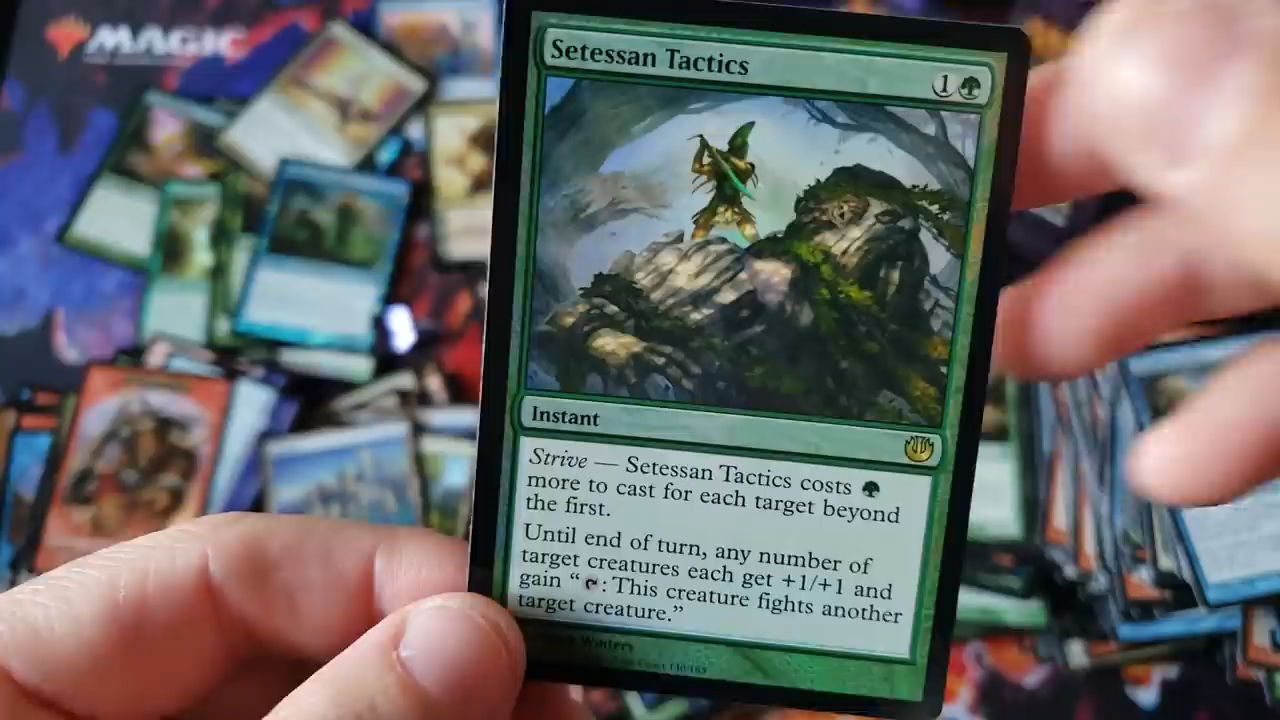 MAGIC
Setessan Tactics
1
Instant
Strive — Setessan Tactics costs
more to cast for each target beyond
the first.
Until end of turn, any number of
target creatures each get +1/+1 and
gain “ : This creature fights another
target creature.”
Winters